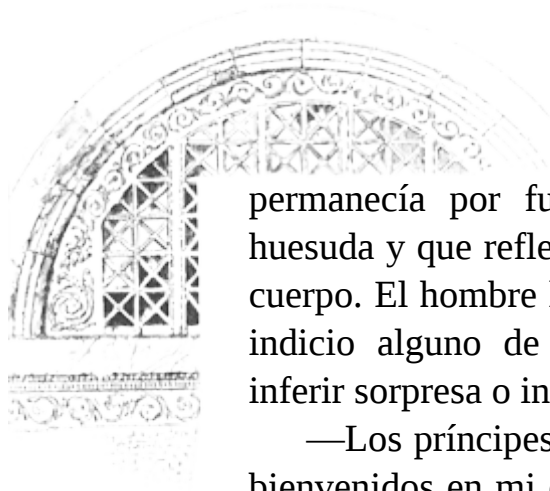 permanecía por fu
huesuda y que refle
cuerpo. El hombre
indicio alguno de
inferir sorpresa o in
—Los príncipes
bienvenidos en mi